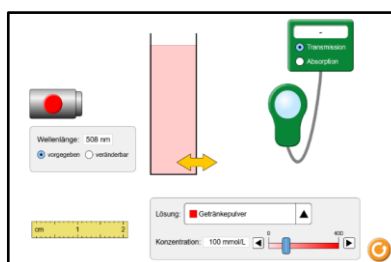 -
Transmission
Absorption
Wellenlänge: 508 nm
vorgegeben veränderbar
cm 1 2
Lösung: Getränkepulver
0 400
Konzentration: 100 mmol/L